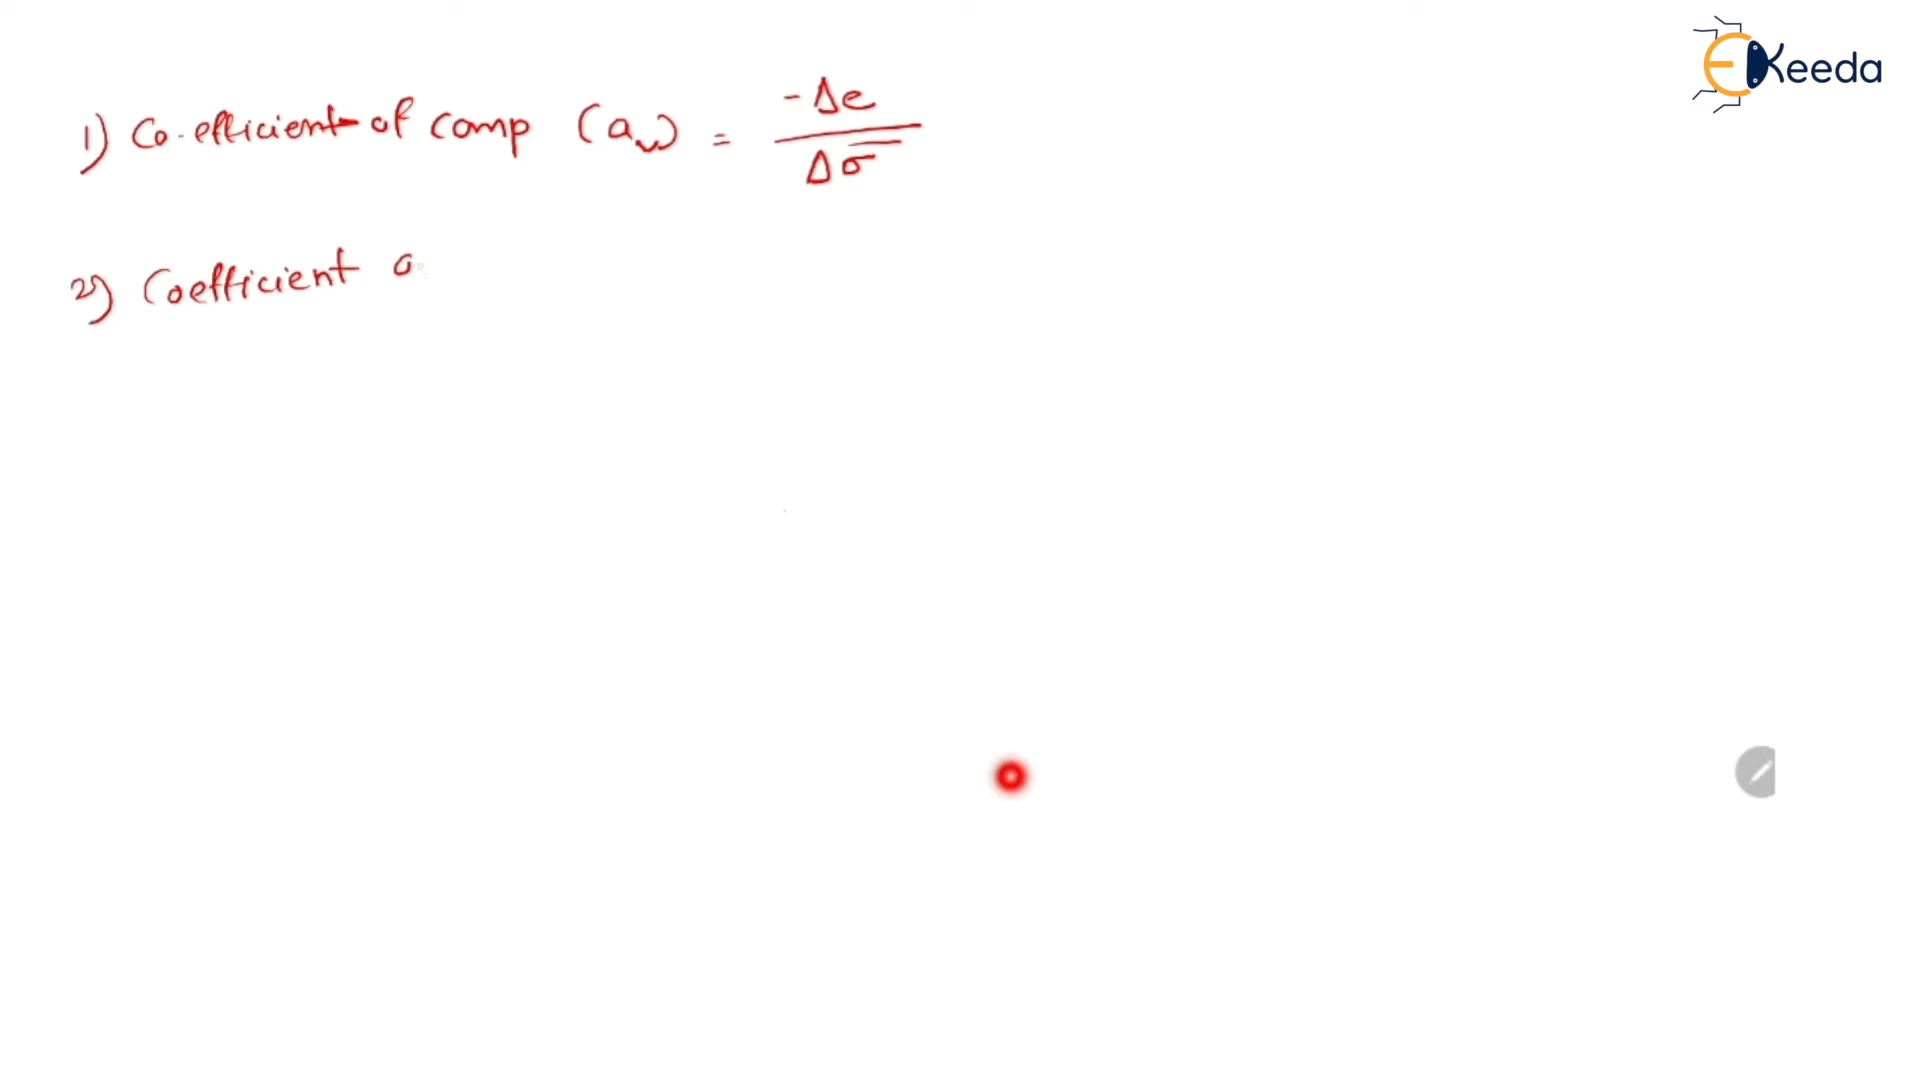 EKeeda
1) Co-efficient of comp (av) = -Δe / Δσ̄
2) Coefficient o